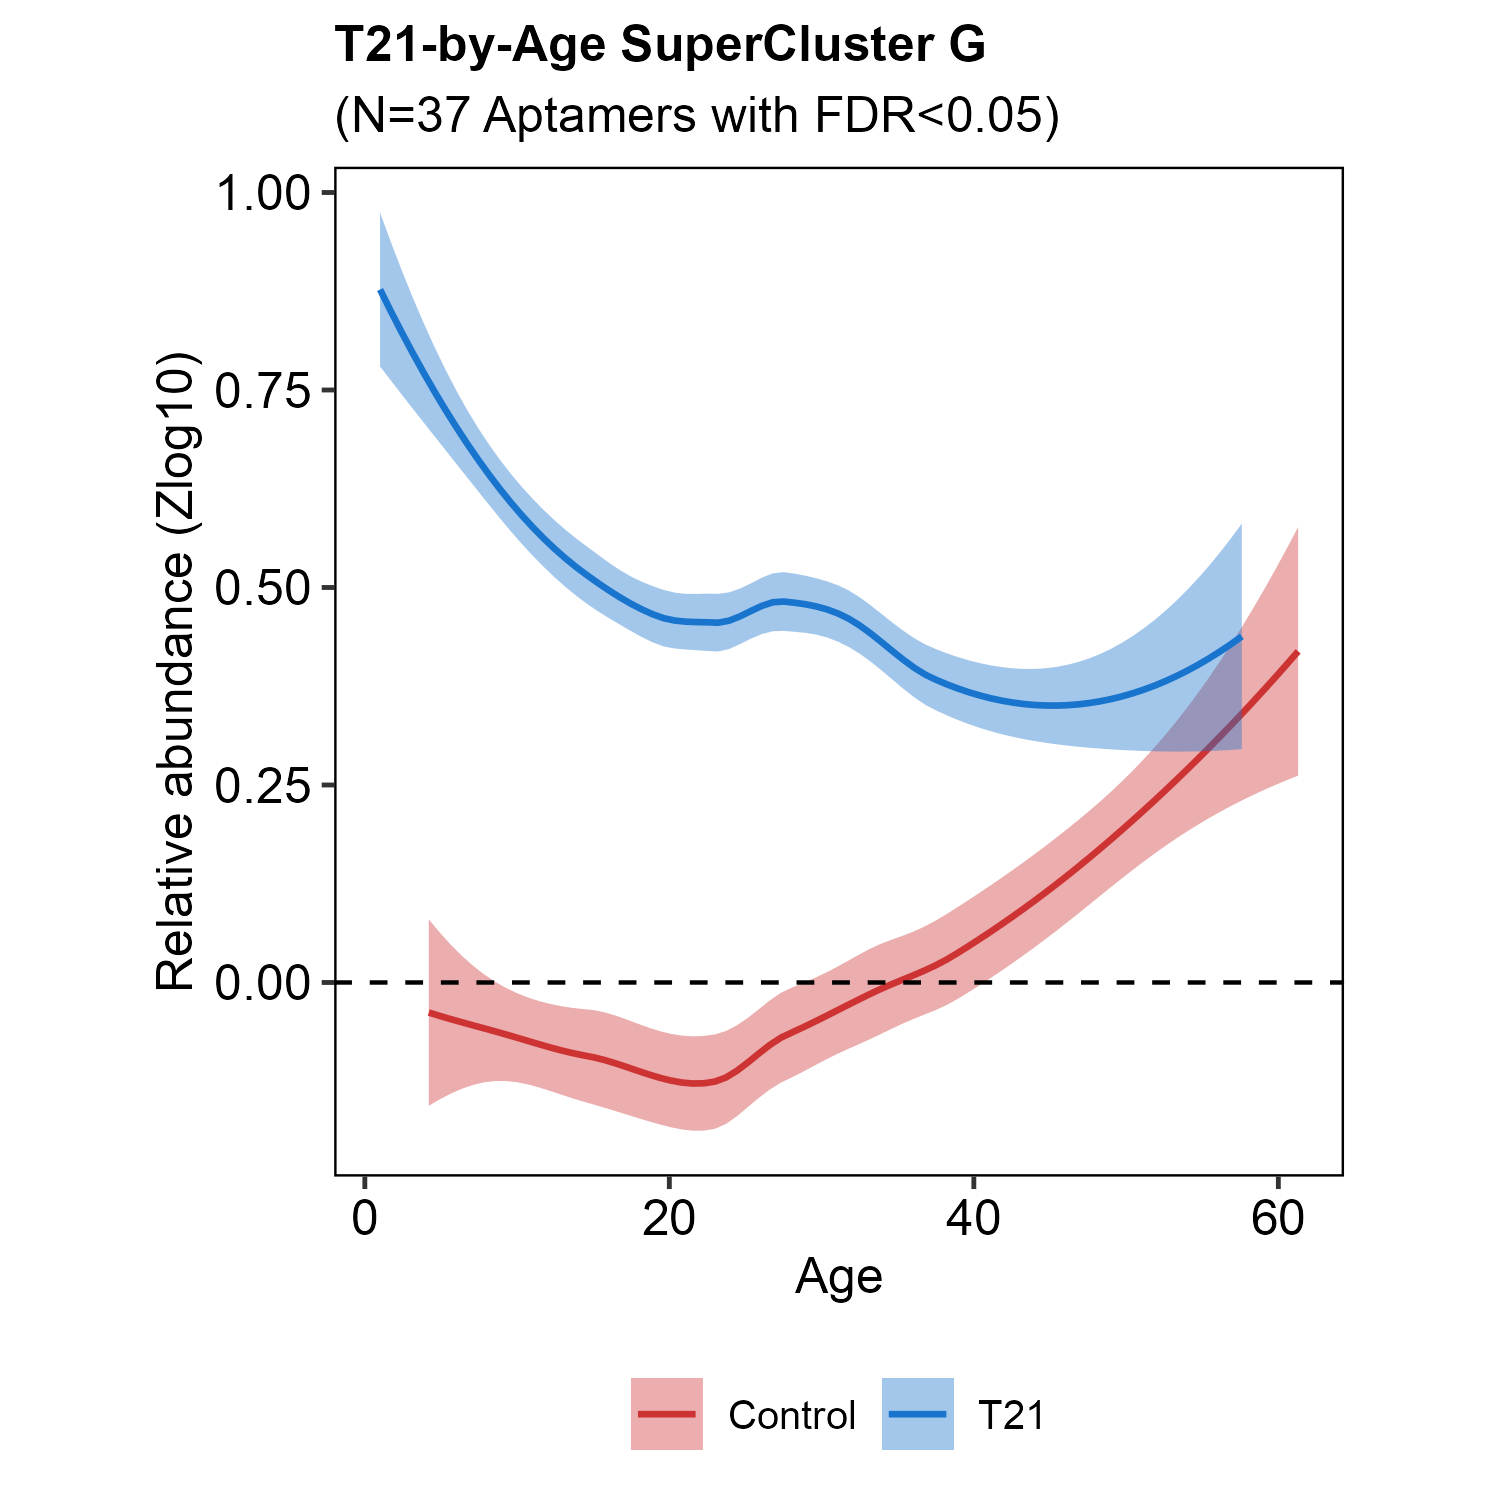 T21-by-Age SuperCluster G
(N=37 Aptamers with FDR<0.05)
1.00
0.75
0.50
0.25
0.00
Relative abundance (Zlog10)
0 20 40 60
Age
Control T21